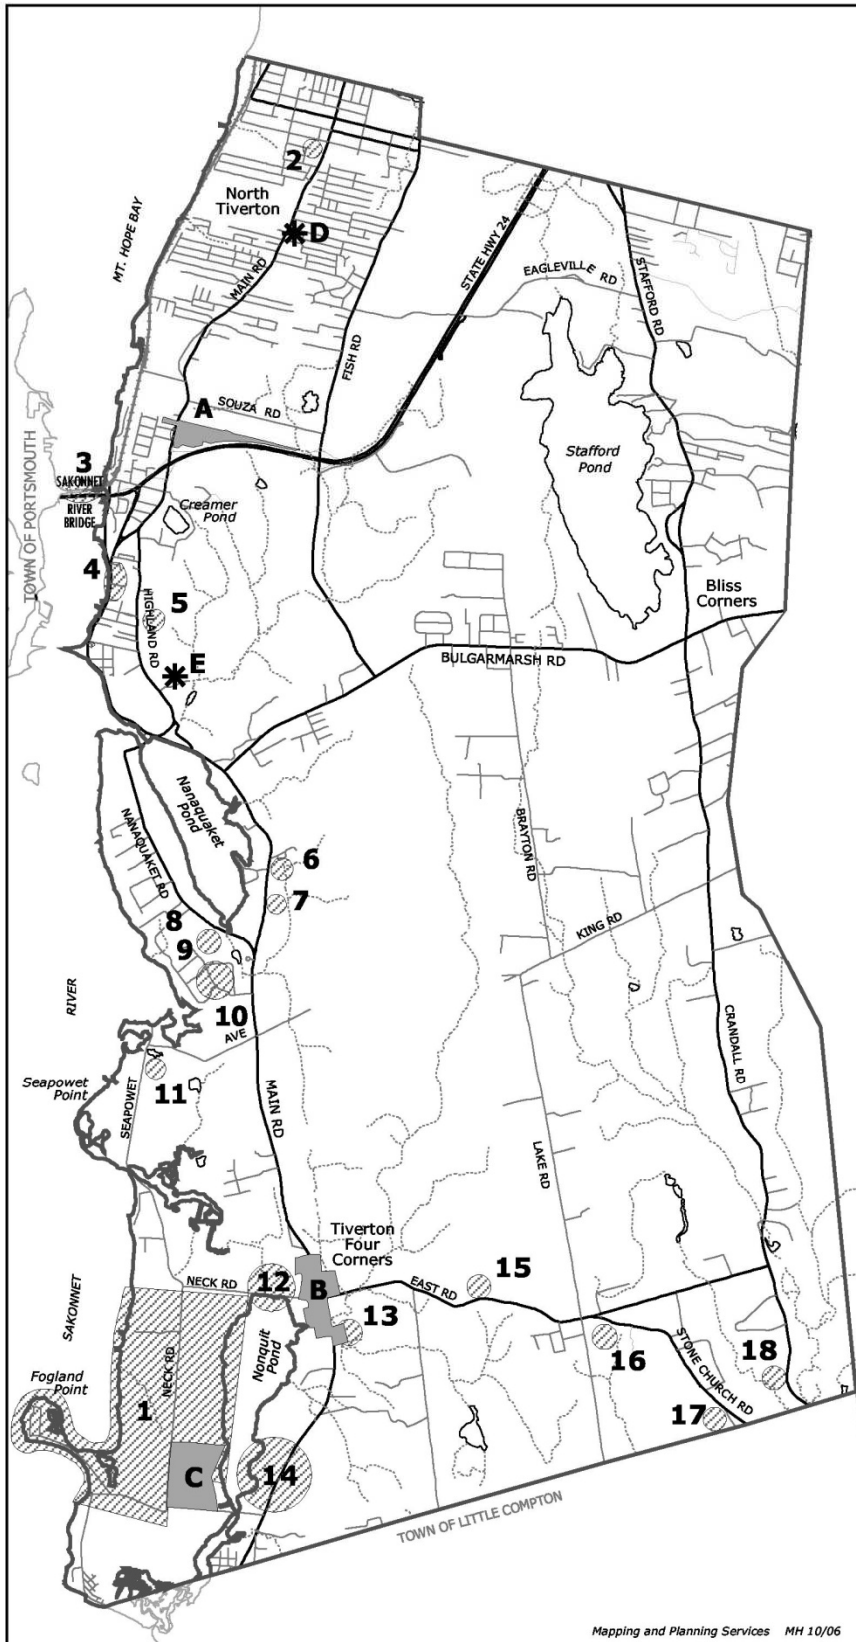 2
North
Tiverton
D
MT. HOPE BAY
MAIN RD
STATE HWY 24
EAGLEVILLE RD
STAFFORD RD
FISH RD
A
SOUZA RD
3
SAKONNET
RIVER
BRIDGE
TOWN OF PORTSMOUTH
Creamer
Pond
Stafford
Pond
4
5
HIGHLAND RD
E
Bliss
Corners
BULGARMARSH RD
Nanaquaket
Pond
NANAQUAKET RD
BRAYTON RD
6
7
8
9
KING RD
10
RIVER
AVE
CRANDALL RD
Seapowet
Point
11
SEAPOWET
MAIN RD
LAKE RD
Tiverton
Four
Corners
NECK RD
12
B
EAST RD
15
13
SAKONNET
16
STONE CHURCH RD
18
Fogland
Point
NECK RD
Nonquit
Pond
1
17
C
14
TOWN OF LITTLE COMPTON
Mapping and Planning Services MH 10/06